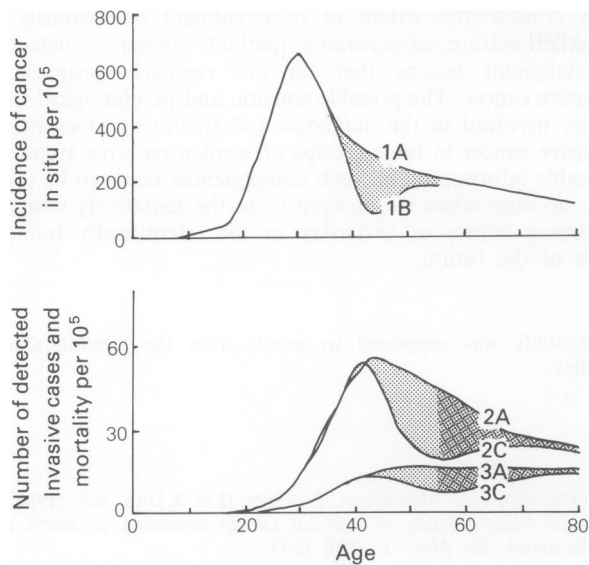 Incidence of cancer
in situ per 10⁵
800
600
400
200
0
1A
1B
Number of detected
invasive cases and
mortality per 10⁵
60
30
0
2A
2C
3A
3C
0
20
40
60
80
Age